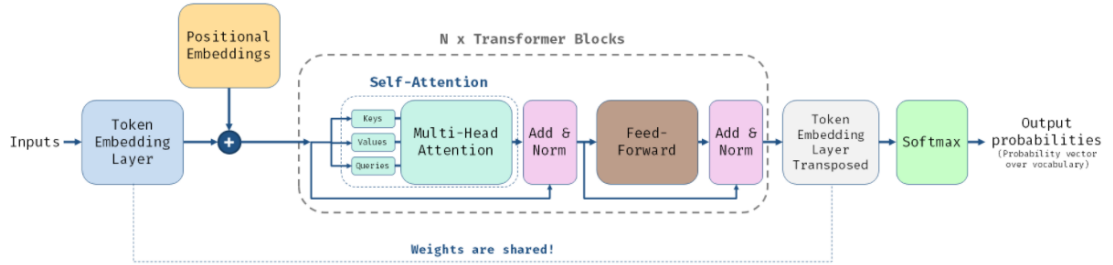 Positional
Embeddings
N x Transformer Blocks
Self-Attention
Inputs
Token
Embedding
Layer
+
Keys
Values
Queries
Multi-Head
Attention
Add &
Norm
Feed-
Forward
Add &
Norm
Token
Embedding
Layer
Transposed
Softmax
Output
probabilities
(Probability vector
over vocabulary)
Weights are shared!